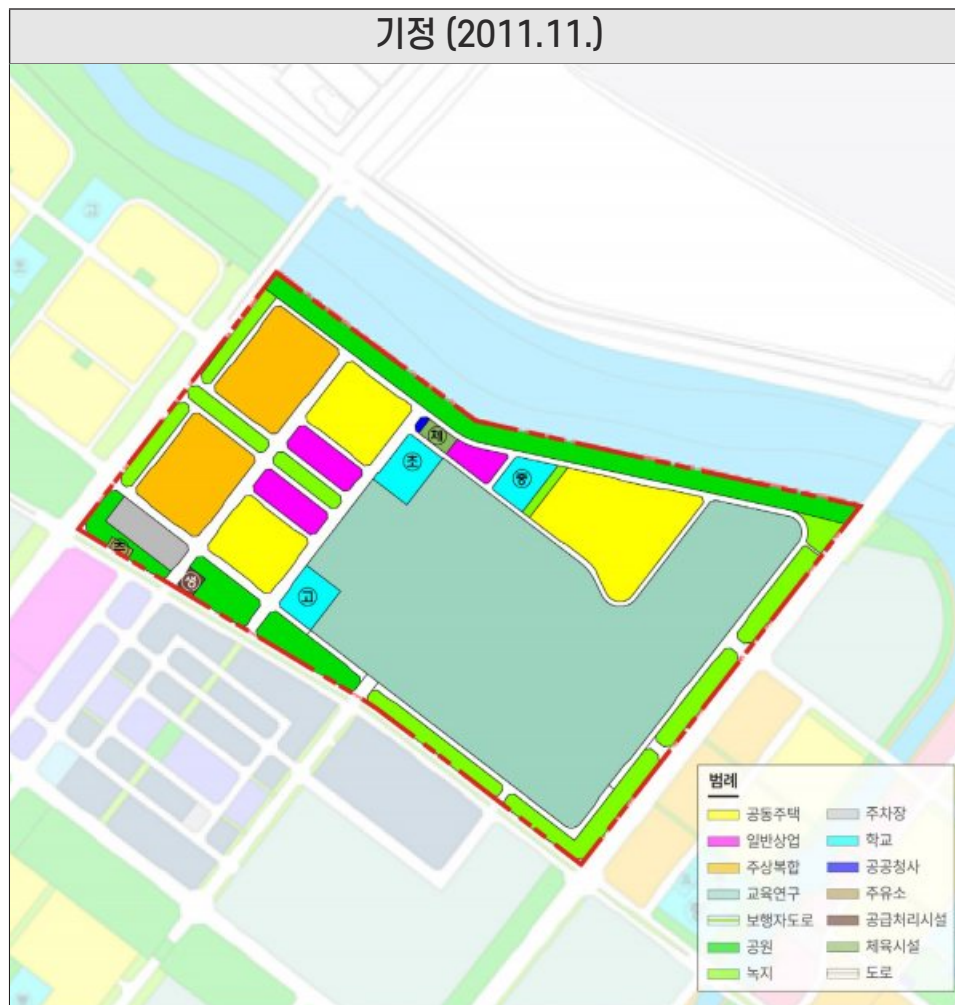 기정 (2011.11.)
체
초
중
주
생
고
범례
공동주택
주차장
일반상업
학교
주상복합
공공청사
교육연구
주유소
보행자도로
공급처리시설
공원
체육시설
녹지
도로